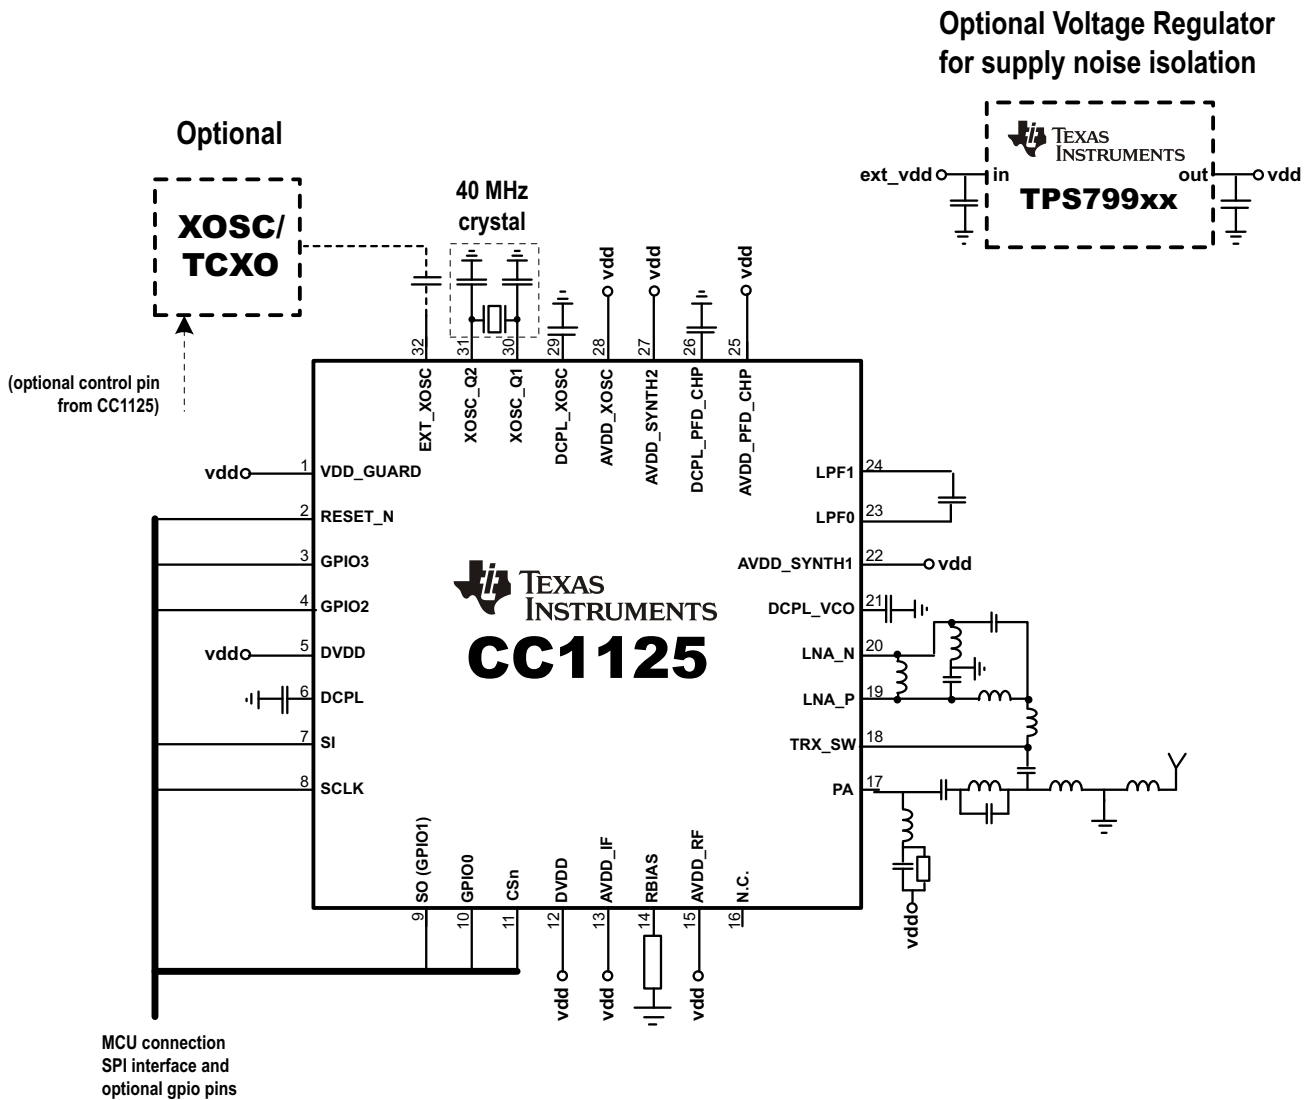 Optional Voltage Regulator
for supply noise isolation
TEXAS
INSTRUMENTS
TPS799xx
ext_vdd
in
out
vdd
Optional
XOSC/
TCXO
(optional control pin
from CC1125)
40 MHz
crystal
vdd
vdd
vdd
32
31
30
29
28
27
26
25
EXT_XOSC
XOSC_Q2
XOSC_Q1
DCPL_XOSC
AVDD_XOSC
AVDD_SYNTH2
DCPL_PFD_CHP
AVDD_PFD_CHP
vdd
1
VDD_GUARD
2
RESET_N
3
GPIO3
4
GPIO2
vdd
5
DVDD
6
DCPL
7
SI
8
SCLK
TEXAS
INSTRUMENTS
CC1125
LPF1
24
LPF0
23
AVDD_SYNTH1
22
vdd
DCPL_VCO
21
LNA_N
20
LNA_P
19
TRX_SW
18
PA
17
vdd
SO (GPIO1)
GPIO0
CSn
DVDD
AVDD_IF
RBIAS
AVDD_RF
N.C.
9
10
11
12
13
14
15
16
vdd
vdd
vdd
MCU connection
SPI interface and
optional gpio pins